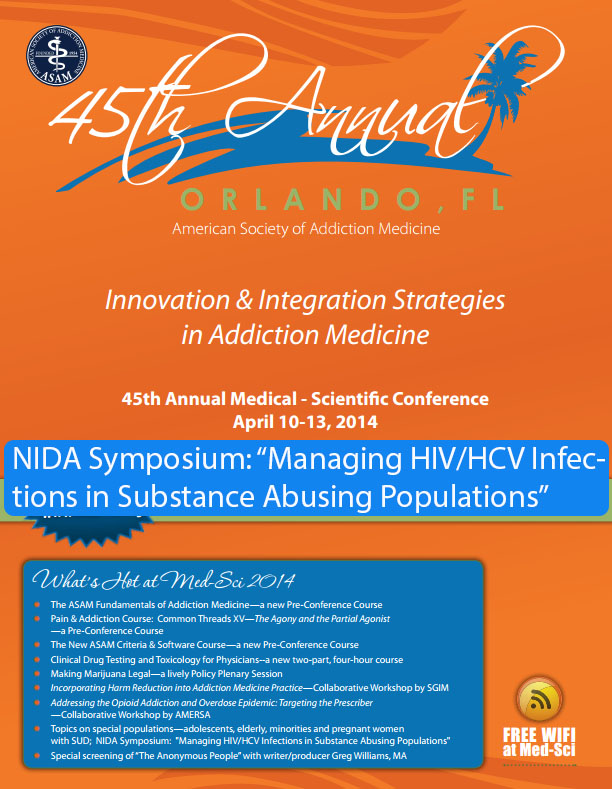 AMERICAN SOCIETY OF ADDICTION MEDICINE
FOUNDED 1954
ASAM
45th Annual
ORLANDO, FL
American Society of Addiction Medicine
Innovation & Integration Strategies
in Addiction Medicine
45th Annual Medical - Scientific Conference
April 10-13, 2014
NIDA Symposium: “Managing HIV/HCV Infec-
tions in Substance Abusing Populations”
What's Hot at Med-Sci 2014
The ASAM Fundamentals of Addiction Medicine—a new Pre-Conference Course
Pain & Addiction Course: Common Threads XV—The Agony and the Partial Agonist
—a Pre-Conference Course
The New ASAM Criteria & Software Course—a new Pre-Conference Course
Clinical Drug Testing and Toxicology for Physicians--a new two-part, four-hour course
Making Marijuana Legal—a lively Policy Plenary Session
Incorporating Harm Reduction into Addiction Medicine Practice—Collaborative Workshop by SGIM
Addressing the Opioid Addiction and Overdose Epidemic: Targeting the Prescriber
—Collaborative Workshop by AMERSA
Topics on special populations—adolescents, elderly, minorities and pregnant women
with SUD; NIDA Symposium: "Managing HIV/HCV Infections in Substance Abusing Populations"
Special screening of “The Anonymous People” with writer/producer Greg Williams, MA
FREE WIFI
at Med-Sci